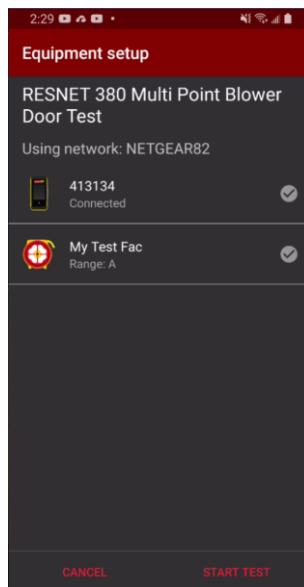 2:29
Equipment setup
RESNET 380 Multi Point Blower
Door Test
Using network: NETGEAR82
413134
Connected
My Test Fac
Range: A
CANCEL
START TEST